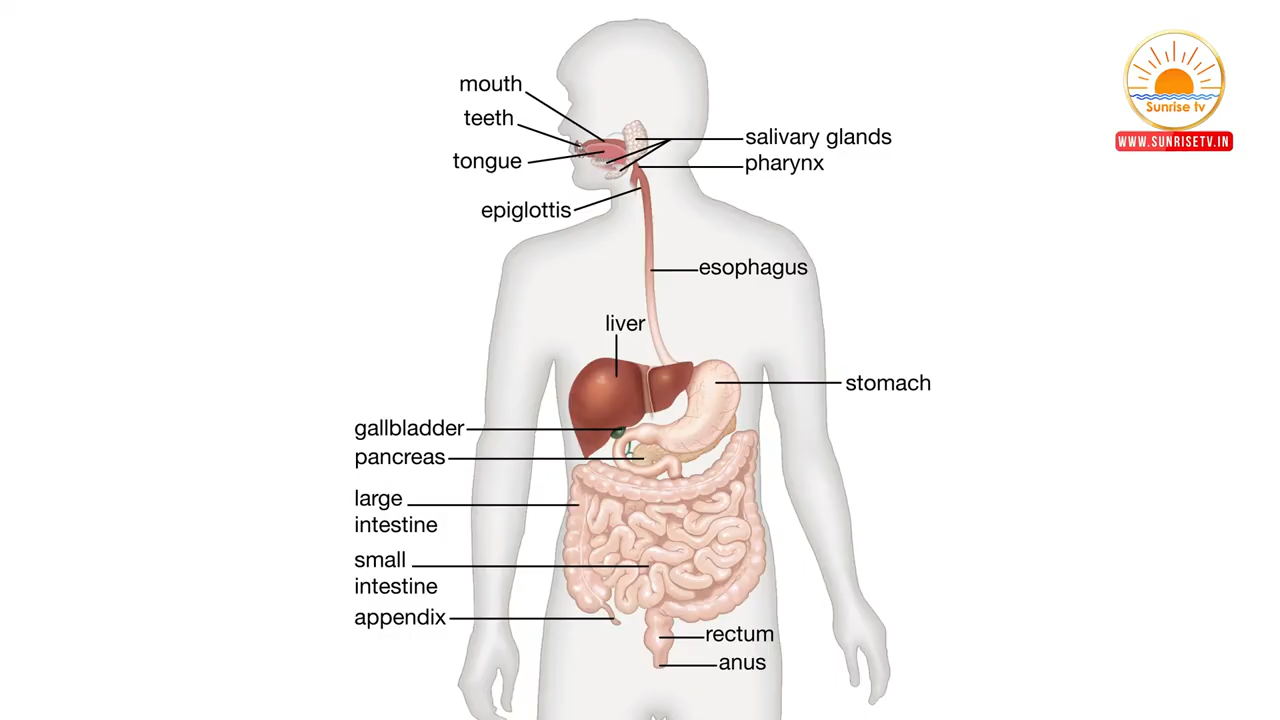 mouth
teeth
tongue
epiglottis
salivary glands
pharynx
esophagus
liver
stomach
gallbladder
pancreas
large
intestine
small
intestine
appendix
rectum
anus
Sunrise tv
WWW.SUNRISETV.IN